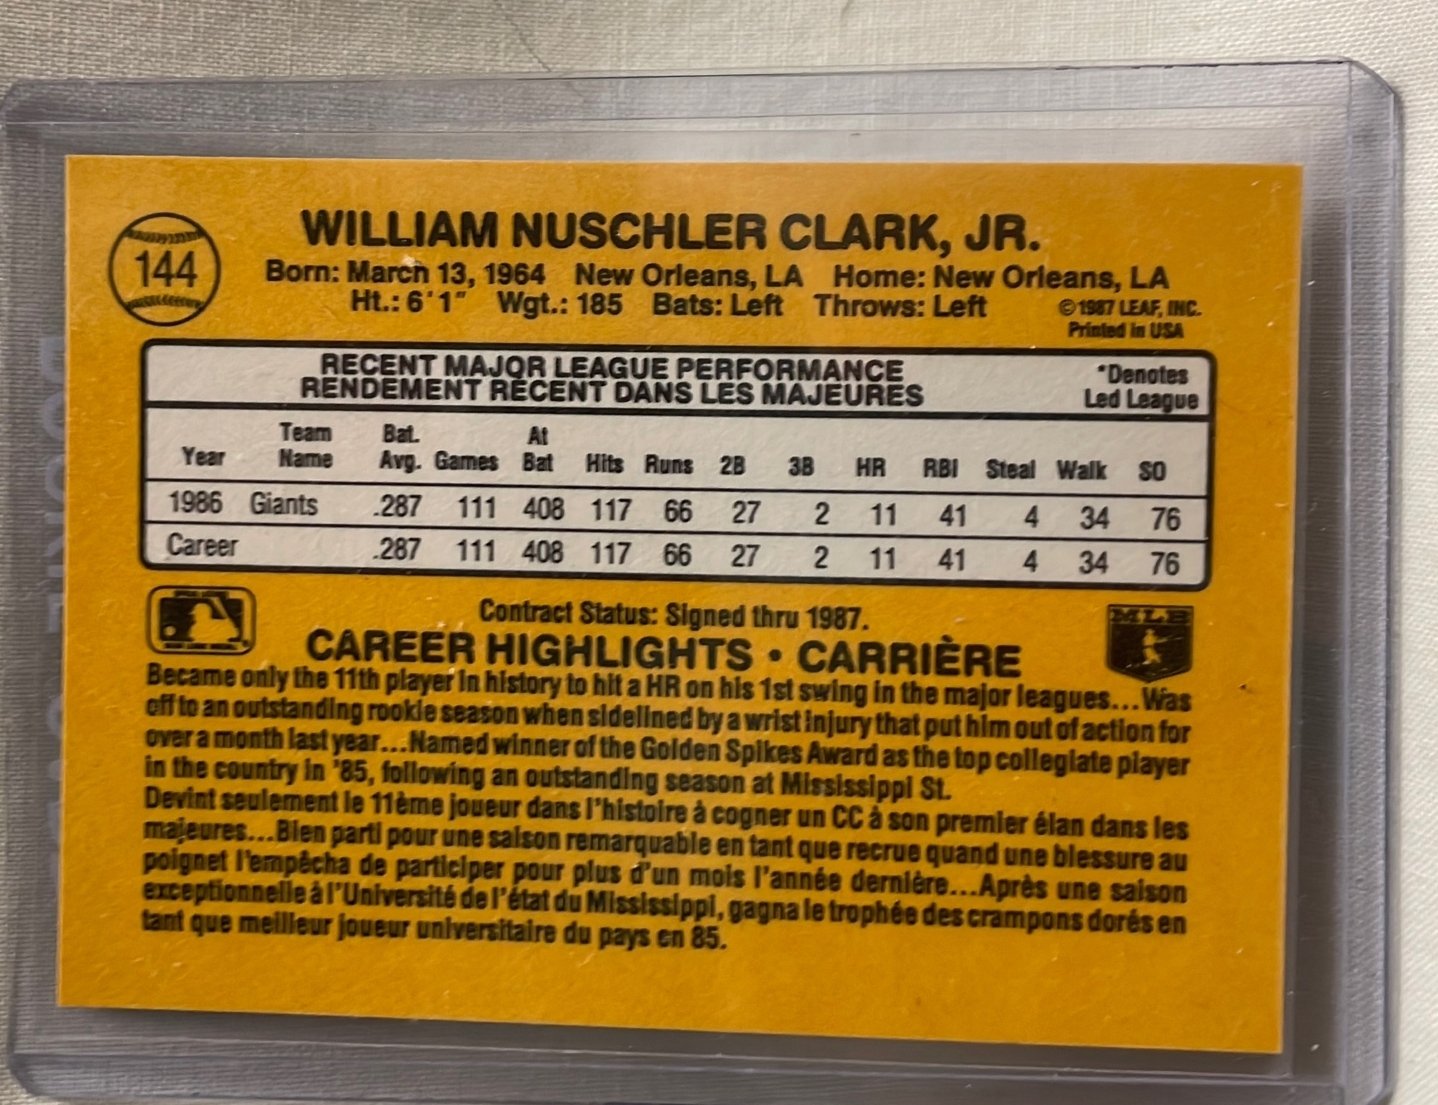 144
WILLIAM NUSCHLER CLARK, JR.
Born: March 13, 1964 New Orleans, LA Home: New Orleans, LA
Ht.: 6'1" Wgt.: 185 Bats: Left Throws: Left
©1987 LEAF, INC.
Printed in USA
RECENT MAJOR LEAGUE PERFORMANCE
RENDEMENT RÉCENT DANS LES MAJEURES
*Denotes
Led League
Year Team Name Bat. Avg. Games At Bat Hits Runs 2B 3B HR RBI Steal Walk SO
1986 Giants .287 111 408 117 66 27 2 11 41 4 34 76
Career .287 111 408 117 66 27 2 11 41 4 34 76
Contract Status: Signed thru 1987.
MLB
CAREER HIGHLIGHTS • CARRIÈRE
Became only the 11th player in history to hit a HR on his 1st swing in the major leagues...Was
off to an outstanding rookie season when sidelined by a wrist injury that put him out of action for
over a month last year...Named winner of the Golden Spikes Award as the top collegiate player
in the country in '85, following an outstanding season at Mississippi St.
Devint seulement le 11ème joueur dans l'histoire à cogner un CC à son premier élan dans les
majeures...Bien parti pour une saison remarquable en tant que recrue quand une blessure au
poignet l'empêcha de participer pour plus d'un mois l'année dernière...Après une saison
exceptionnelle à l'Université de l'état du Mississippi, gagna le trophée des crampons dorés en
tant que meilleur joueur universitaire du pays en 85.